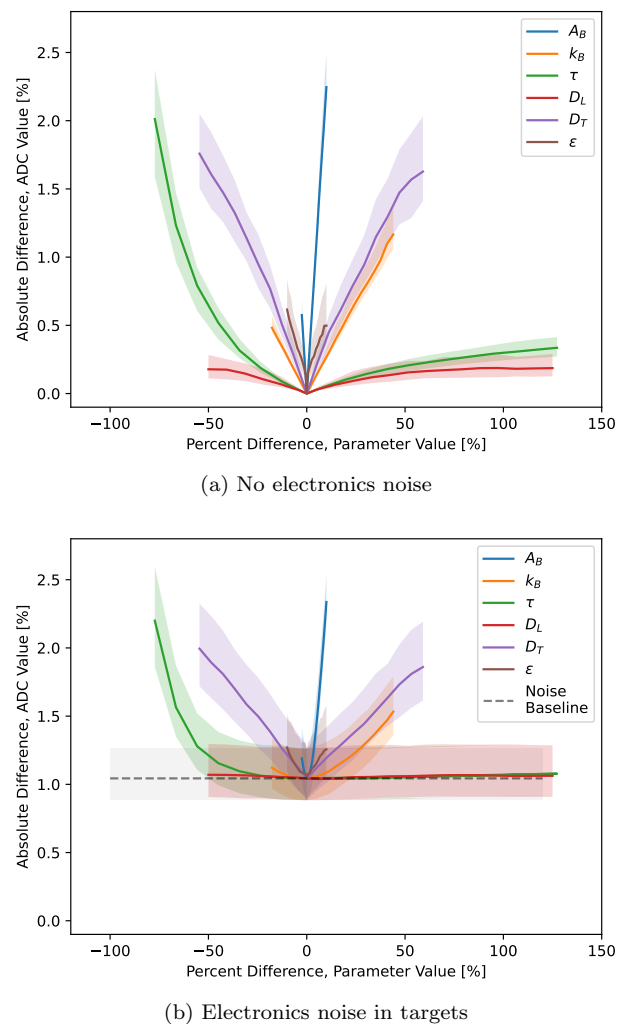 2.5
2.0
1.5
1.0
0.5
0.0
Absolute Difference, ADC Value [%]
A_B
k_B
τ
D_L
D_T
ε
−100 −50 0 50 100 150
Percent Difference, Parameter Value [%]
(a) No electronics noise
2.5
2.0
1.5
1.0
0.5
0.0
Absolute Difference, ADC Value [%]
A_B
k_B
τ
D_L
D_T
ε
Noise
Baseline
−100 −50 0 50 100 150
Percent Difference, Parameter Value [%]
(b) Electronics noise in targets